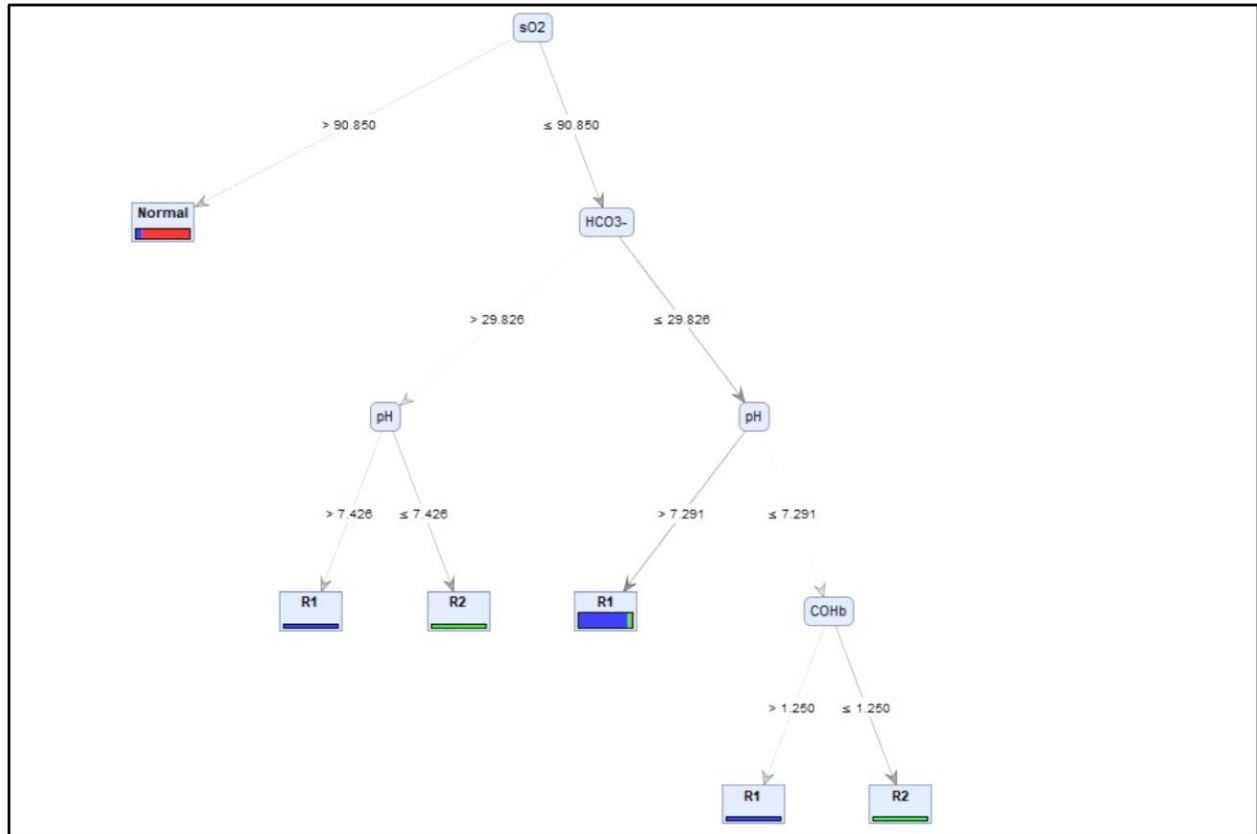 sO2
> 90.850
≤ 90.850
Normal
HCO3-
> 29.826
≤ 29.826
pH
pH
> 7.426
≤ 7.426
> 7.291
≤ 7.291
R1
R2
R1
COHb
> 1.250
≤ 1.250
R1
R2